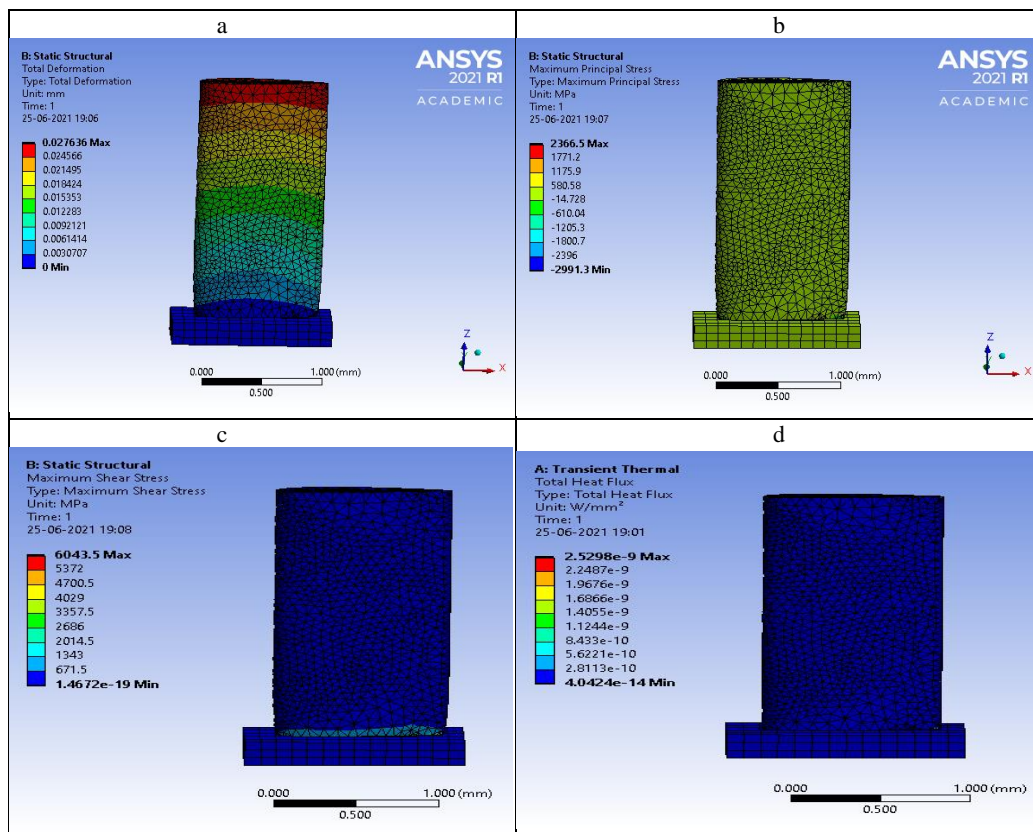 a
B: Static Structural
Total Deformation
Type: Total Deformation
Unit: mm
Time: 1
25-06-2021 19:06
0.027636 Max
0.024566
0.021495
0.018424
0.015353
0.012283
0.0092121
0.0061414
0.0030707
0 Min
ANSYS
2021 R1
ACADEMIC
0.000
1.000 (mm)
0.500
Z
X
b
B: Static Structural
Maximum Principal Stress
Type: Maximum Principal Stress
Unit: MPa
Time: 1
25-06-2021 19:07
2366.5 Max
1771.2
1175.9
580.58
-14.728
-610.04
-1205.3
-1800.7
-2396
-2991.3 Min
ANSYS
2021 R1
ACADEMIC
0.000
1.000 (mm)
0.500
Z
X
c
B: Static Structural
Maximum Shear Stress
Type: Maximum Shear Stress
Unit: MPa
Time: 1
25-06-2021 19:08
6043.5 Max
5372
4700.5
4029
3357.5
2686
2014.5
1343
671.5
1.4672e-19 Min
0.000
1.000 (mm)
0.500
d
A: Transient Thermal
Total Heat Flux
Type: Total Heat Flux
Unit: W/mm²
Time: 1
25-06-2021 19:01
2.5298e-9 Max
2.2487e-9
1.9676e-9
1.6866e-9
1.4055e-9
1.1244e-9
8.433e-10
5.6221e-10
2.8113e-10
4.0424e-14 Min
0.000
1.000 (mm)
0.500